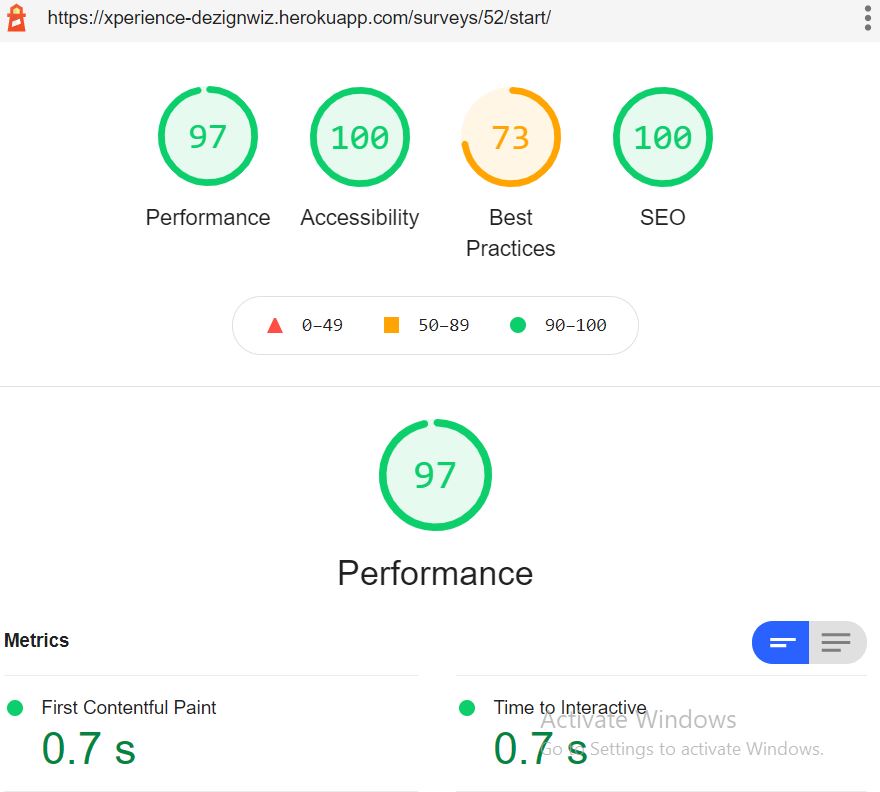 https://xperience-dezignwiz.herokuapp.com/surveys/52/start/
97 100 73 100
Performance Accessibility Best Practices SEO
0–49 50–89 90–100
97
Performance
Metrics
First Contentful Paint
0.7 s
Time to Interactive
0.7 s
Activate Windows
Go to Settings to activate Windows.